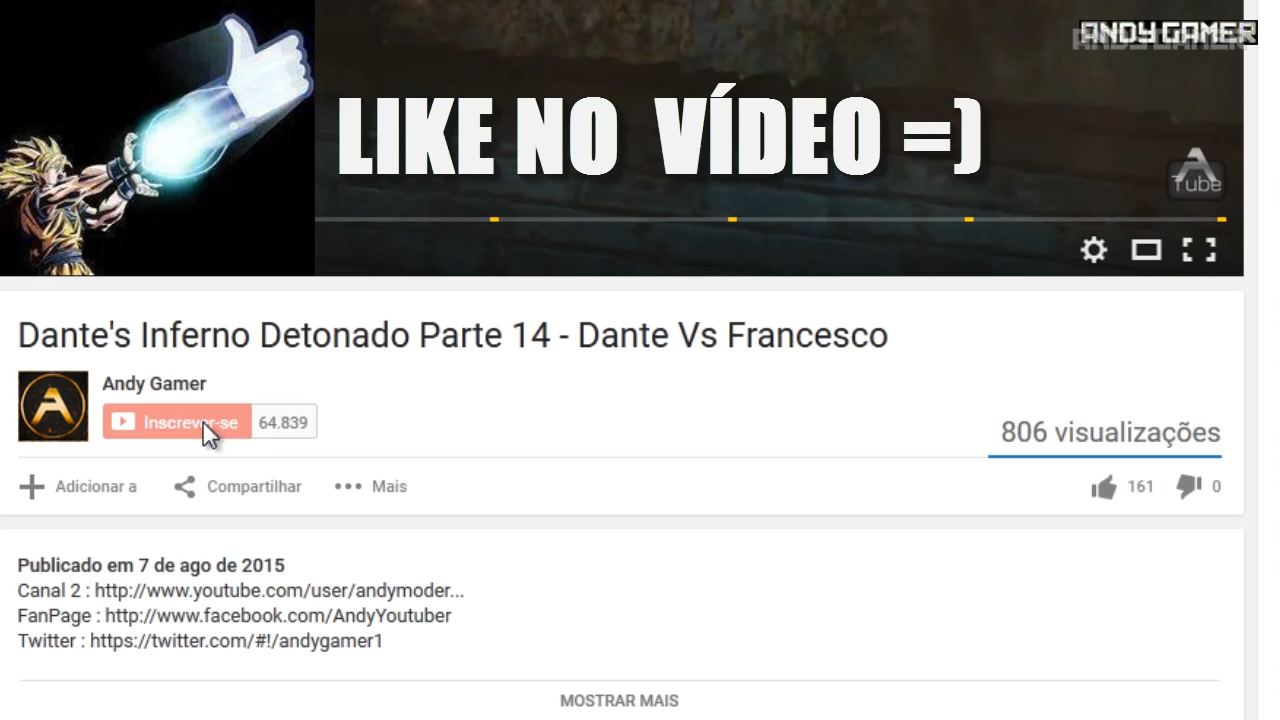 ANDY GAMER
LIKE NO VÍDEO =)
A
Tube
Dante's Inferno Detonado Parte 14 - Dante Vs Francesco
Andy Gamer
Inscrever-se 64.839
806 visualizações
Adicionar a Compartilhar Mais 161 0
Publicado em 7 de ago de 2015
Canal 2 : http://www.youtube.com/user/andymoder...
FanPage : http://www.facebook.com/AndyYoutuber
Twitter : https://twitter.com/#!/andygamer1
MOSTRAR MAIS